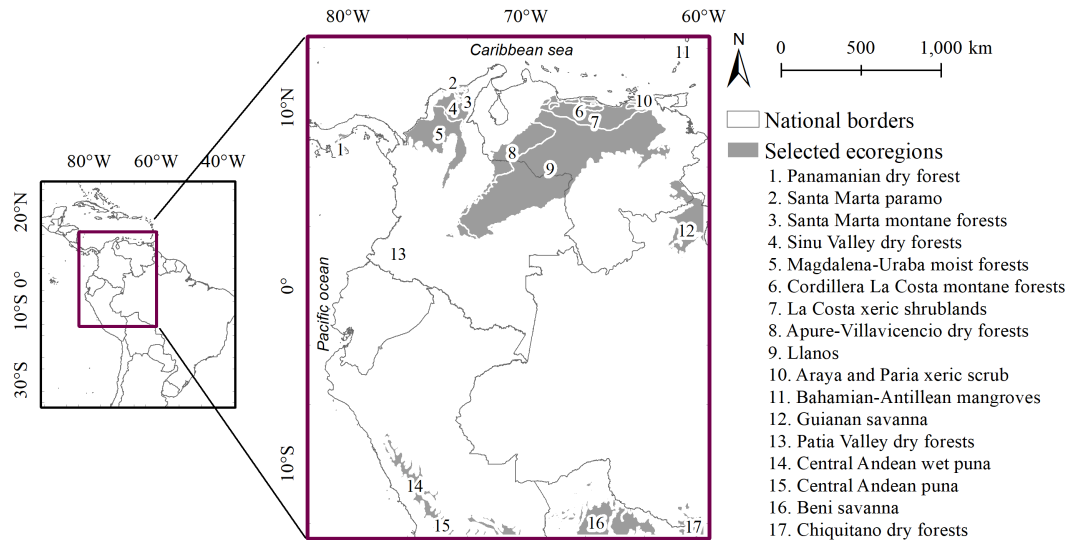 80°W 70°W 60°W
Caribbean sea
11
N
0 500 1,000 km
10°N
2
3
4
5
1
6
7
10
8
9
12
13
0°
Pacific ocean
10°S
14
15
16
17
80°W 60°W 40°W
20°N
0°
10°S
30°S
National borders
Selected ecoregions
1. Panamanian dry forest
2. Santa Marta paramo
3. Santa Marta montane forests
4. Sinu Valley dry forests
5. Magdalena-Uraba moist forests
6. Cordillera La Costa montane forests
7. La Costa xeric shrublands
8. Apure-Villavicencio dry forests
9. Llanos
10. Araya and Paria xeric scrub
11. Bahamian-Antillean mangroves
12. Guianan savanna
13. Patia Valley dry forests
14. Central Andean wet puna
15. Central Andean puna
16. Beni savanna
17. Chiquitano dry forests